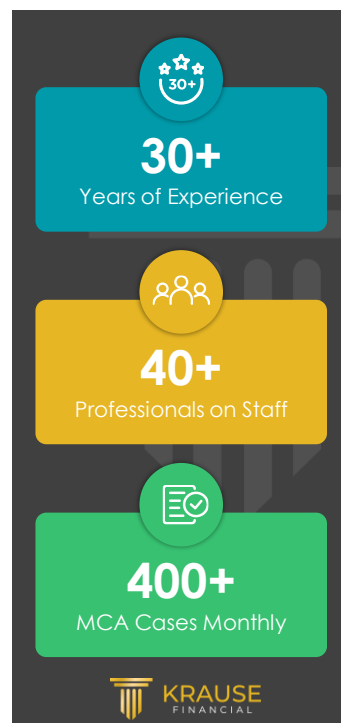 30+
30+
Years of Experience
40+
Professionals on Staff
400+
MCA Cases Monthly
KRAUSE
FINANCIAL